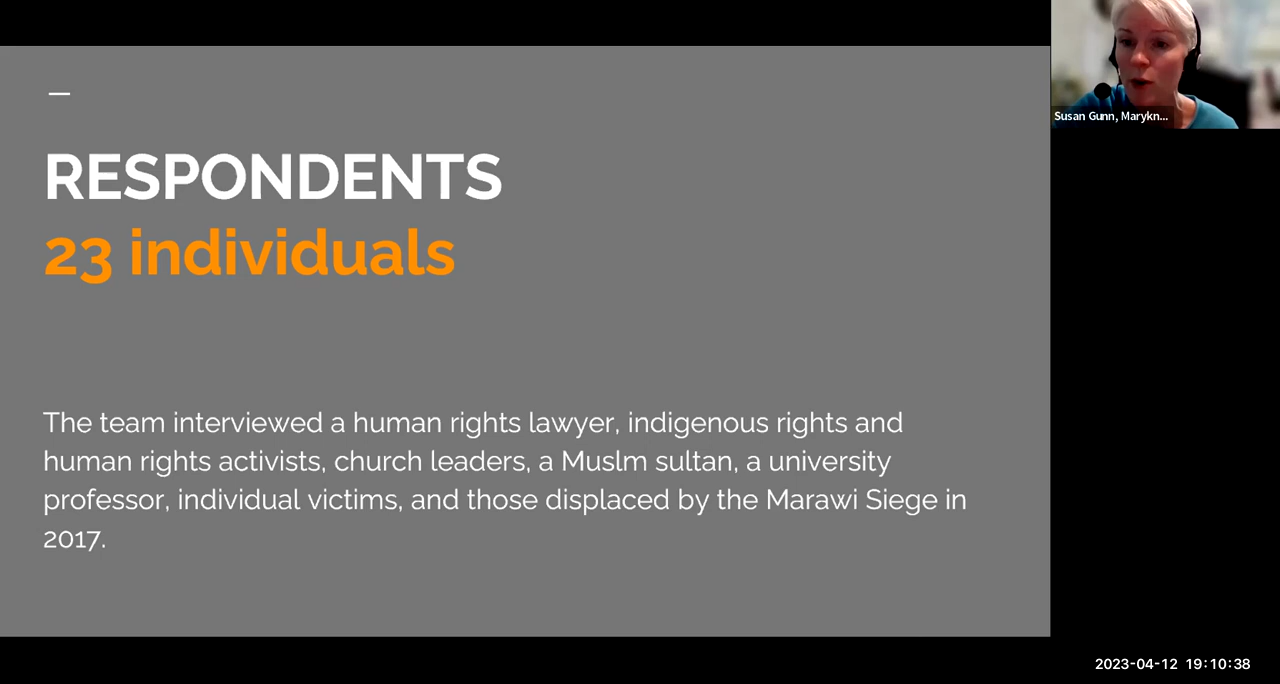 RESPONDENTS
23 individuals
The team interviewed a human rights lawyer, indigenous rights and
human rights activists, church leaders, a Muslm sultan, a university
professor, individual victims, and those displaced by the Marawi Siege in
2017.
Susan Gunn, Marykn...
2023-04-12 19:10:38